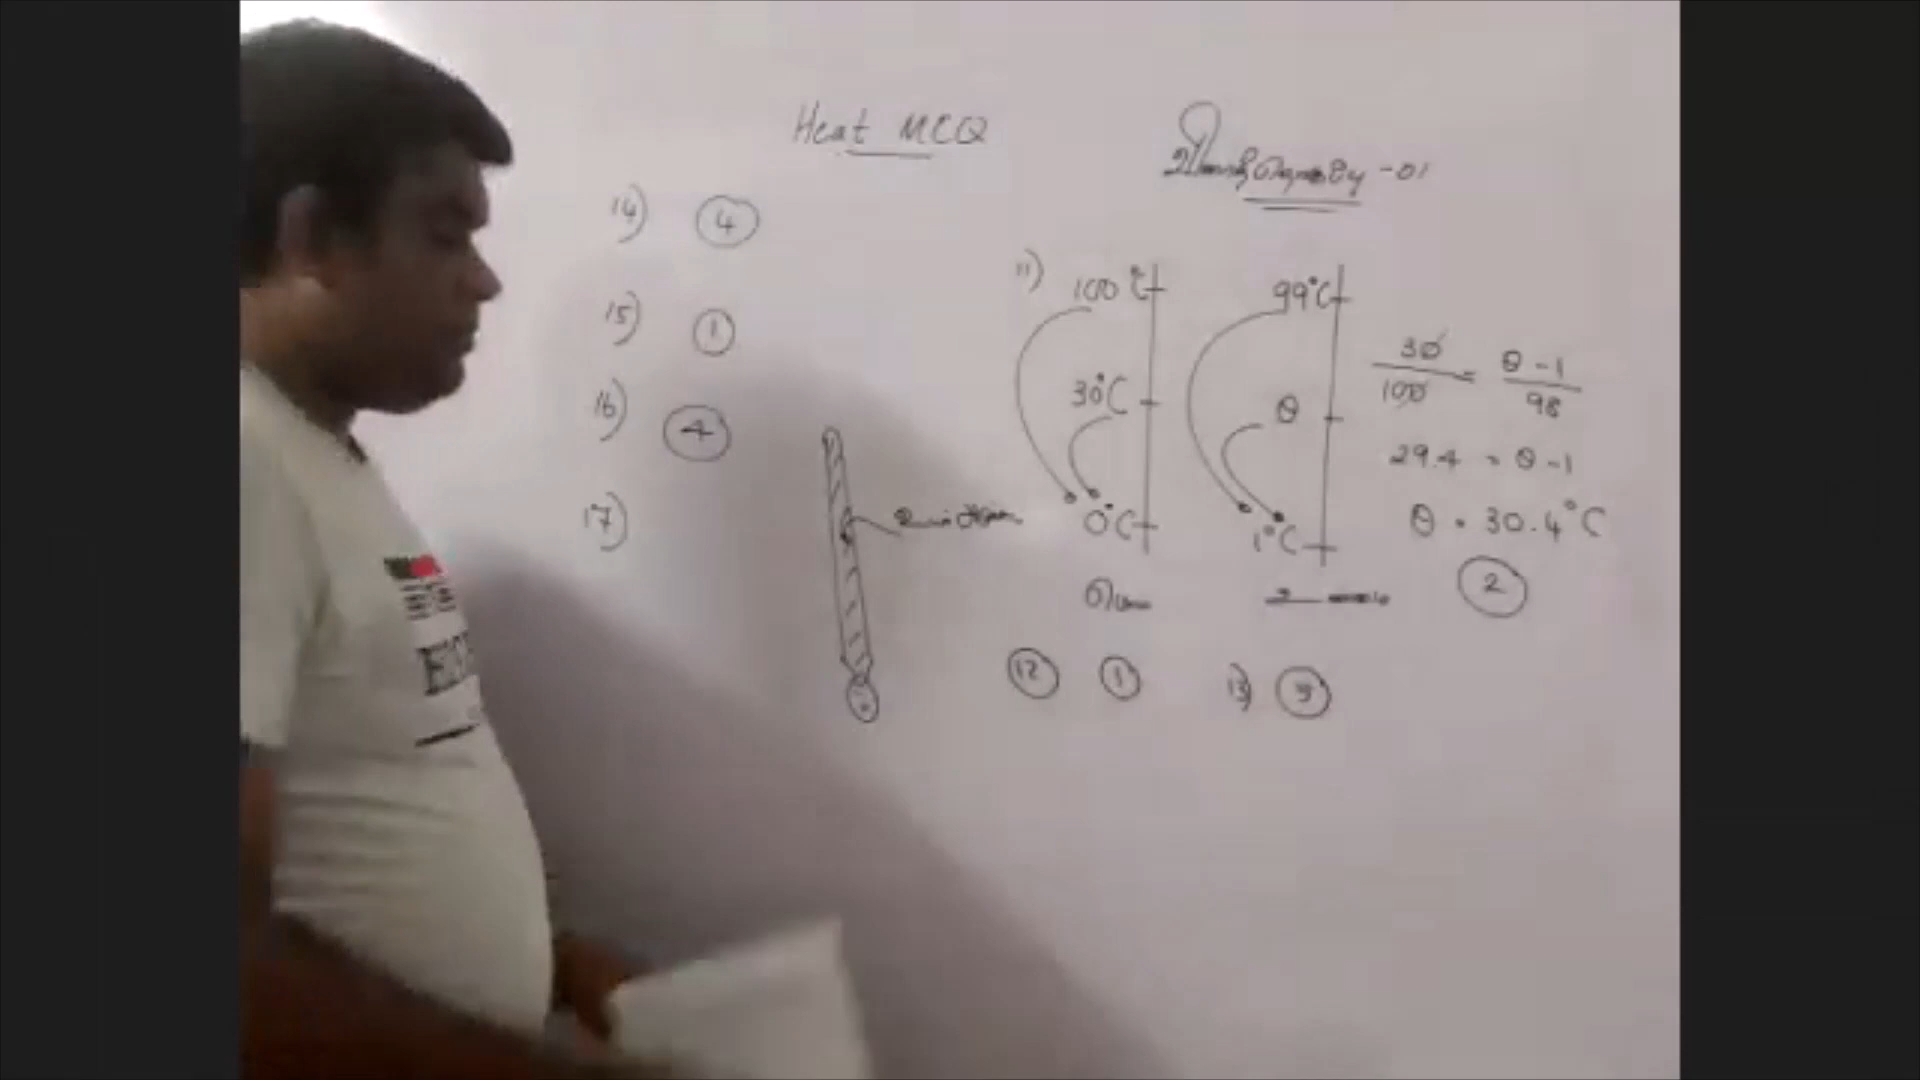 Heat MCQ
14) 4
15) 1
16) 4
17)
11) 100°C
30°C
0°C
99°C
θ
1°C
30/100 = θ-1/98
29.4 = θ-1
θ = 30.4°C
2
12 1
13) 5